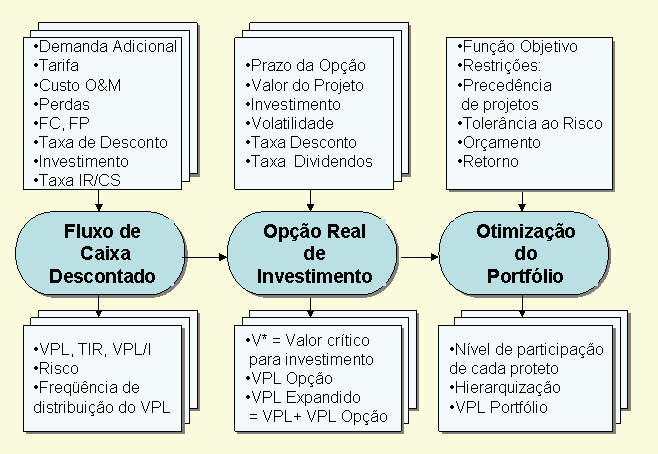 •Demanda Adicional
•Tarifa
•Custo O&M
•Perdas
•FC, FP
•Taxa de Desconto
•Investimento
•Taxa IR/CS
•Prazo da Opção
•Valor do Projeto
•Investimento
•Volatilidade
•Taxa Desconto
•Taxa Dividendos
•Função Objetivo
•Restrições:
•Precedência
de projetos
•Tolerância ao Risco
•Orçamento
•Retorno
Fluxo de
Caixa
Descontado
Opção Real
de
Investimento
Otimização
do
Portfólio
•VPL, TIR, VPL/I
•Risco
•Freqüência de
distribuição do VPL
•V* = Valor crítico
para investimento
•VPL Opção
•VPL Expandido
= VPL+ VPL Opção
•Nível de participação
de cada proteto
•Hierarquização
•VPL Portfólio